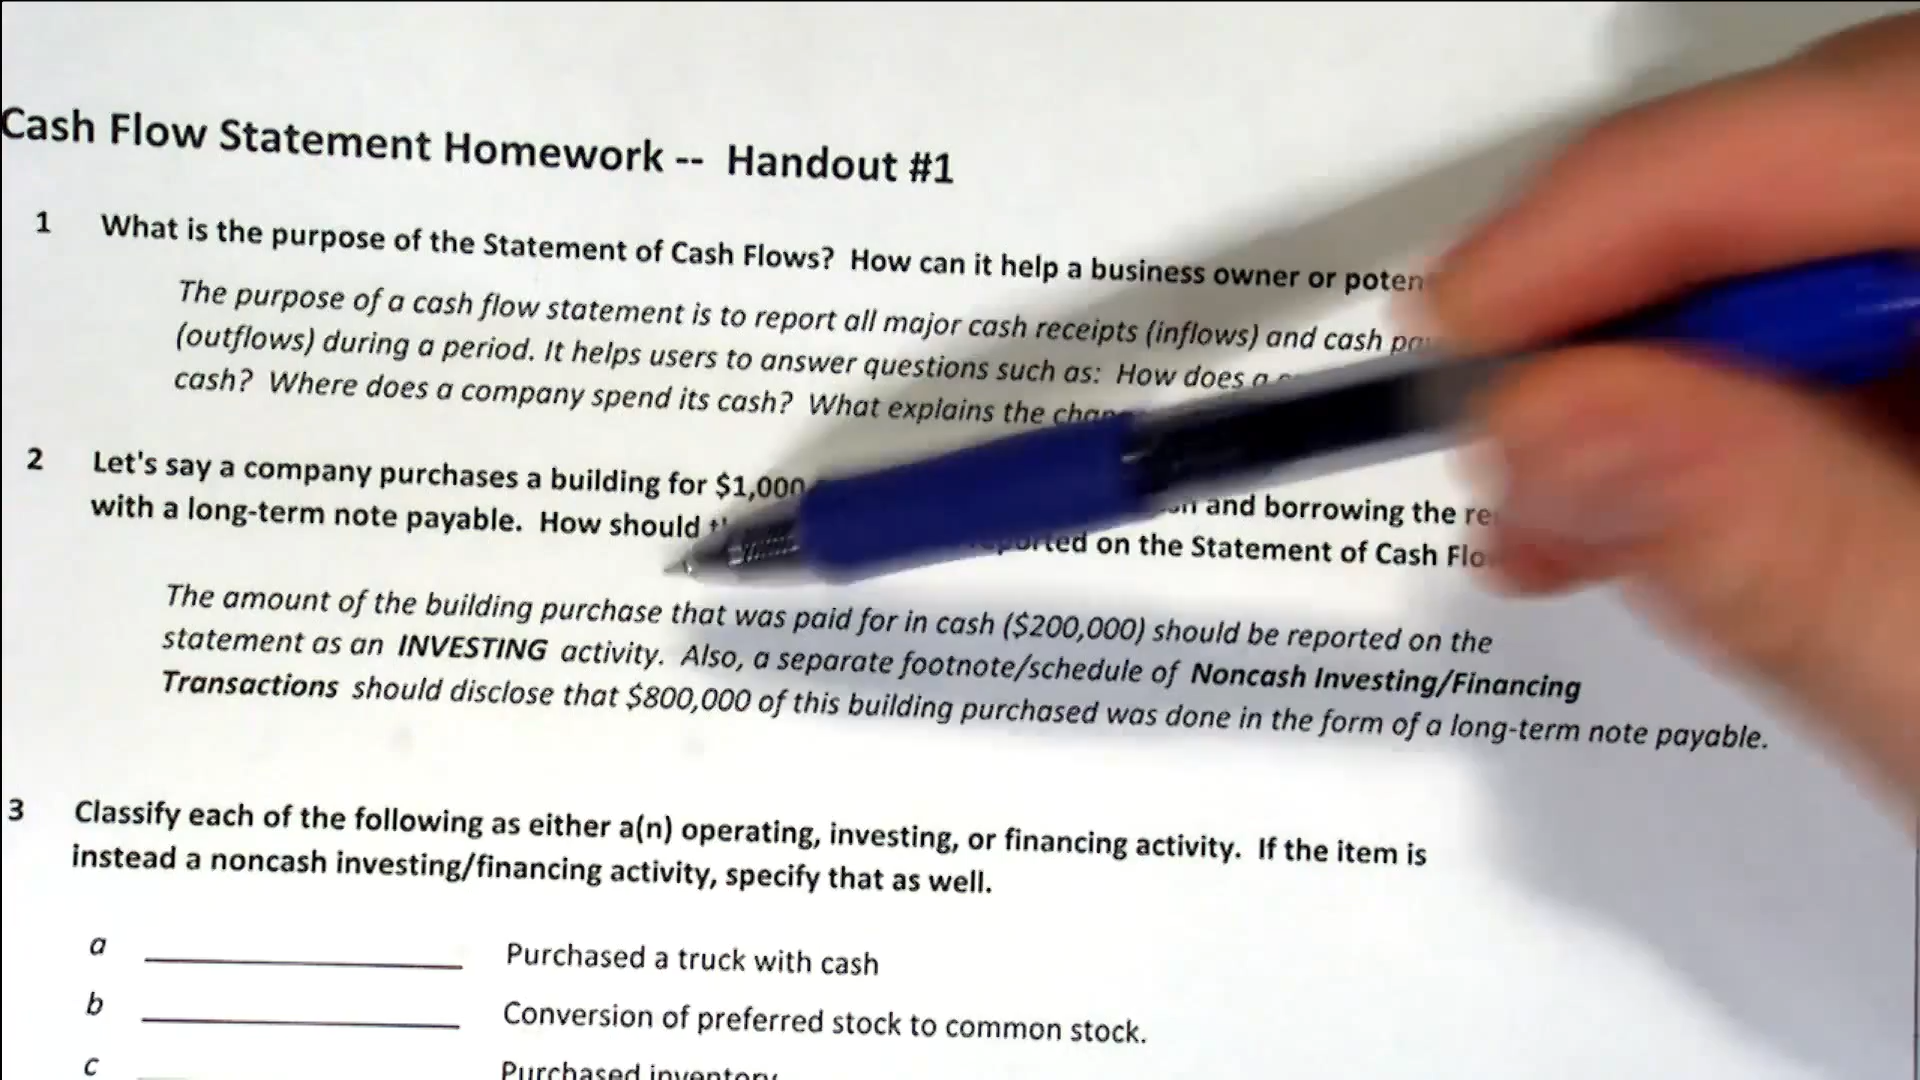 Cash Flow Statement Homework -- Handout #1
1 What is the purpose of the Statement of Cash Flows? How can it help a business owner or
The purpose of a cash flow statement is to report all major cash receipts (inflows) and cash
(outflows) during a period. It helps users to answer questions such as: How does a
cash? Where does a company spend its cash? What explains the
2 Let's say a company purchases a building for $1,000 and borrowing the
with a long-term note payable. How should on the Statement of Cash
The amount of the building purchase that was paid for in cash ($200,000) should be reported on the
statement as an INVESTING activity. Also, a separate footnote/schedule of Noncash Investing/Financing
Transactions should disclose that $800,000 of this building purchased was done in the form of a long-term note payable.
3 Classify each of the following as either a(n) operating, investing, or financing activity. If the item is
instead a noncash investing/financing activity, specify that as well.
a Purchased a truck with cash
b Conversion of preferred stock to common stock.
c Purchased inventory